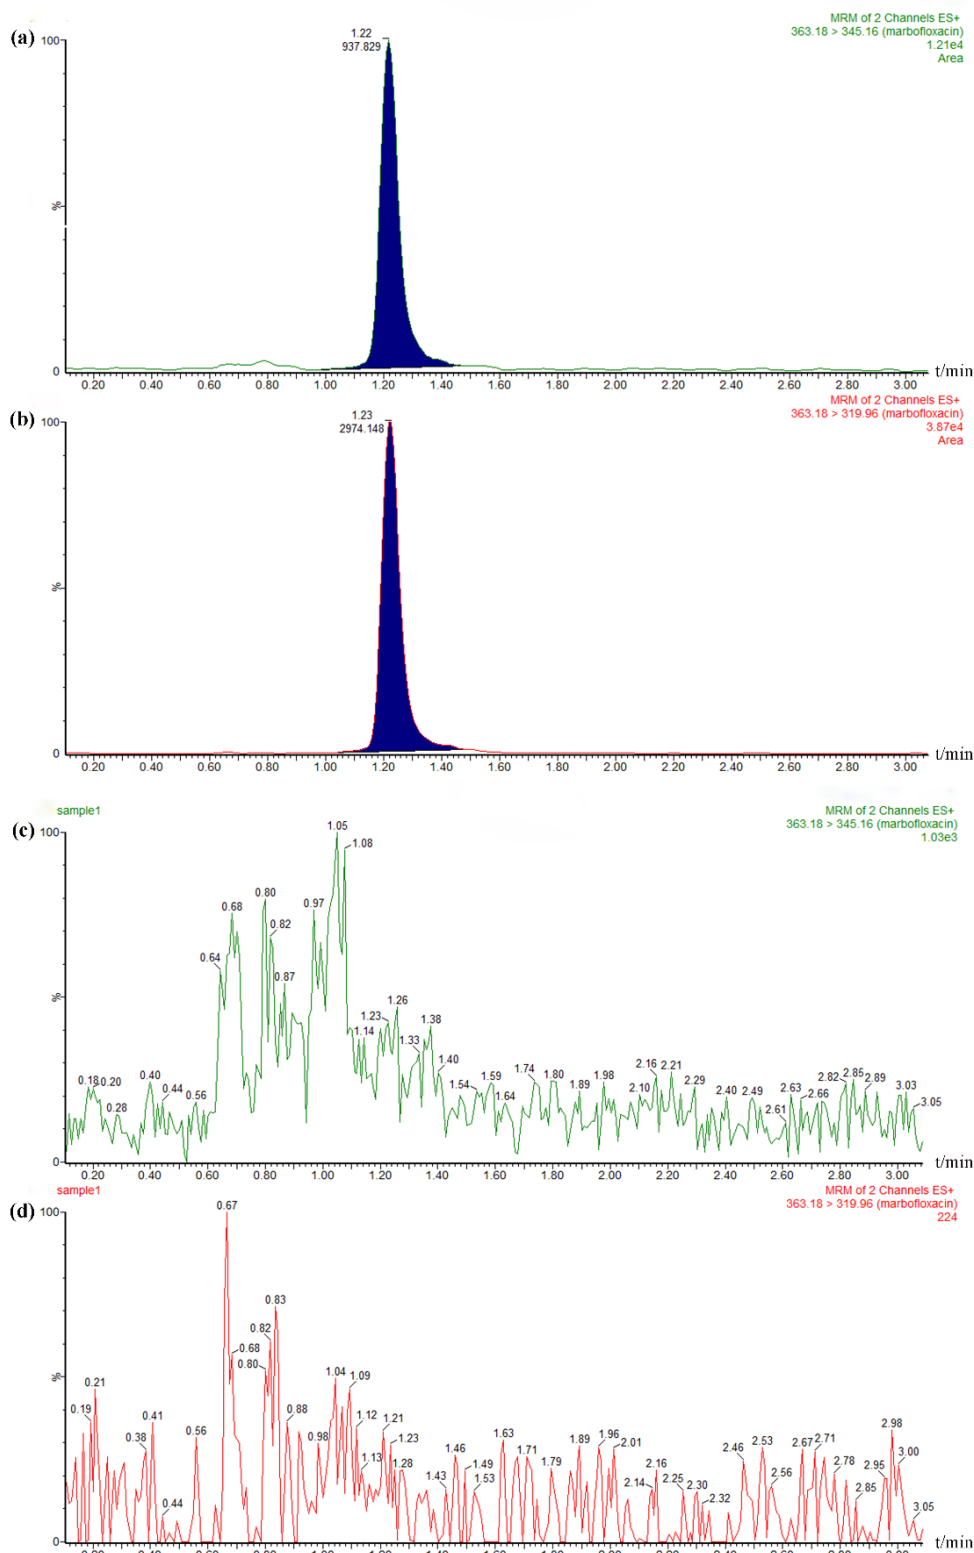 (a)
MRM of 2 Channels ES+
363.18 > 345.16 (marbofloxacin)
1.21e4
Area
1.22
937.829
100
%
0
0.20 0.40 0.60 0.80 1.00 1.20 1.40 1.60 1.80 2.00 2.20 2.40 2.60 2.80 3.00 t/min
(b)
MRM of 2 Channels ES+
363.18 > 319.96 (marbofloxacin)
3.87e4
Area
1.23
2974.148
100
%
0
0.20 0.40 0.60 0.80 1.00 1.20 1.40 1.60 1.80 2.00 2.20 2.40 2.60 2.80 3.00 t/min
sample1
(c)
MRM of 2 Channels ES+
363.18 > 345.16 (marbofloxacin)
1.03e3
100
%
0
0.18 0.20 0.28 0.40 0.44 0.56 0.64 0.68 0.80 0.82 0.87 0.97 1.05 1.08 1.14 1.23 1.26 1.33 1.38 1.40 1.54 1.59 1.64 1.74 1.80 1.89 1.98 2.10 2.16 2.21 2.29 2.40 2.49 2.61 2.63 2.66 2.82 2.85 2.89 3.03 3.05
0.20 0.40 0.60 0.80 1.00 1.20 1.40 1.60 1.80 2.00 2.20 2.40 2.60 2.80 3.00 t/min
sample1
(d)
MRM of 2 Channels ES+
363.18 > 319.96 (marbofloxacin)
224
100
%
0
0.19 0.21 0.38 0.41 0.44 0.56 0.67 0.68 0.80 0.82 0.83 0.88 0.98 1.04 1.09 1.12 1.13 1.21 1.23 1.28 1.43 1.46 1.49 1.53 1.63 1.71 1.79 1.89 1.96 2.01 2.14 2.16 2.25 2.30 2.32 2.46 2.53 2.56 2.67 2.71 2.78 2.85 2.95 2.98 3.00 3.05
t/min